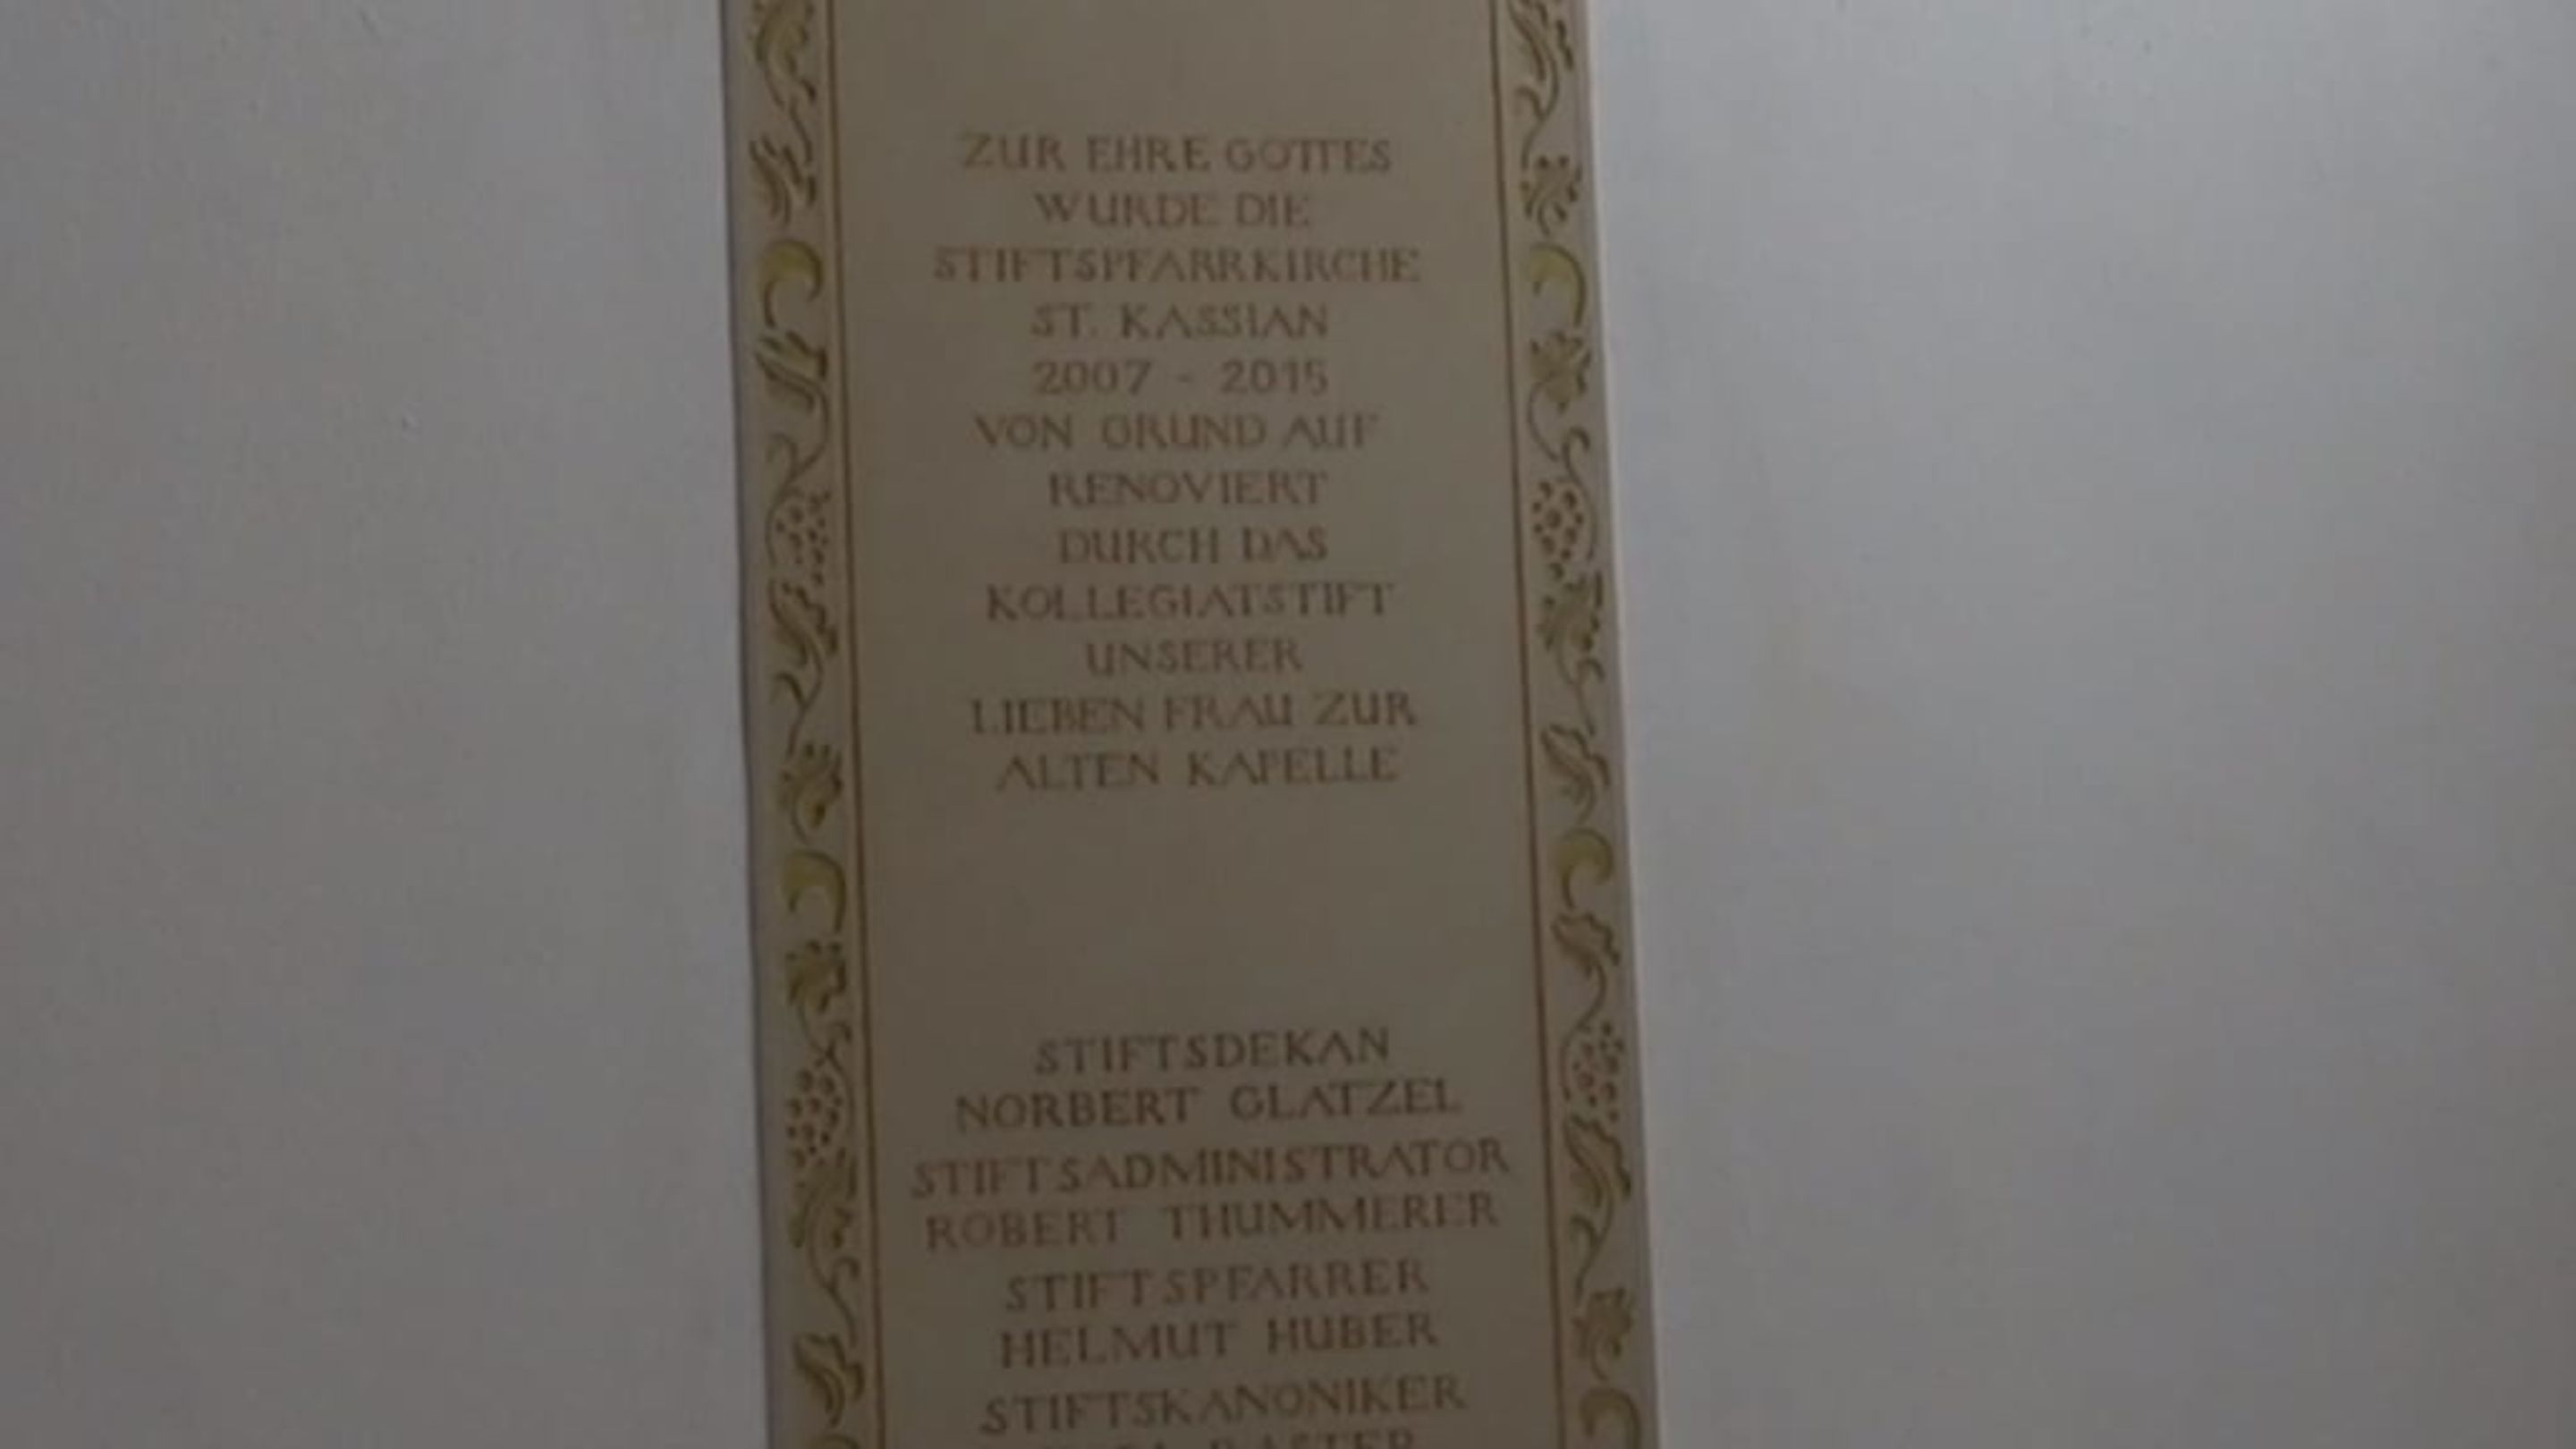 ZUR EHRE GOTTES
WURDE DIE
STIFTSPFARRKIRCHE
ST. KASSIAN
2007 - 2015
VON GRUND AUF
RENOVIERT
DURCH DAS
KOLLEGIATSTIFT
UNSERER
LIEBEN FRAU ZUR
ALTEN KAPELLE
STIFTSDEKAN
NORBERT GLATZEL
STIFTSADMINISTRATOR
ROBERT THUMMERER
STIFTSPFARRER
HELMUT HUBER
STIFTSKANONIKER